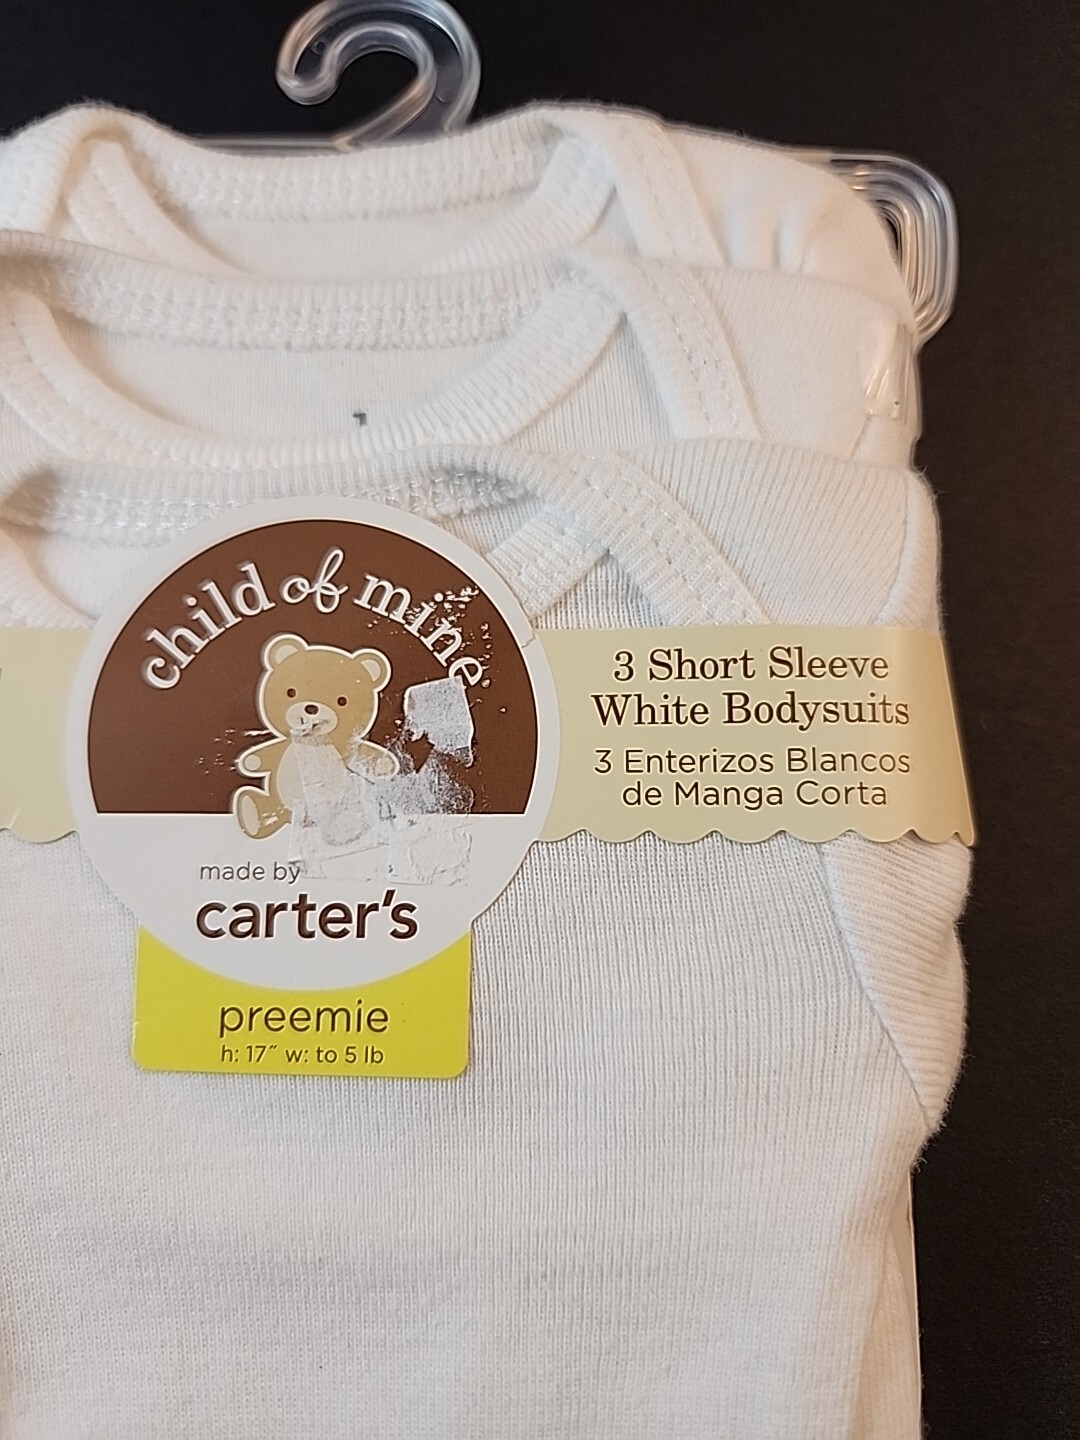 child of mine
made by
carter's
preemie
h: 17" w: to 5 lb
3 Short Sleeve
White Bodysuits
3 Enterizos Blancos
de Manga Corta